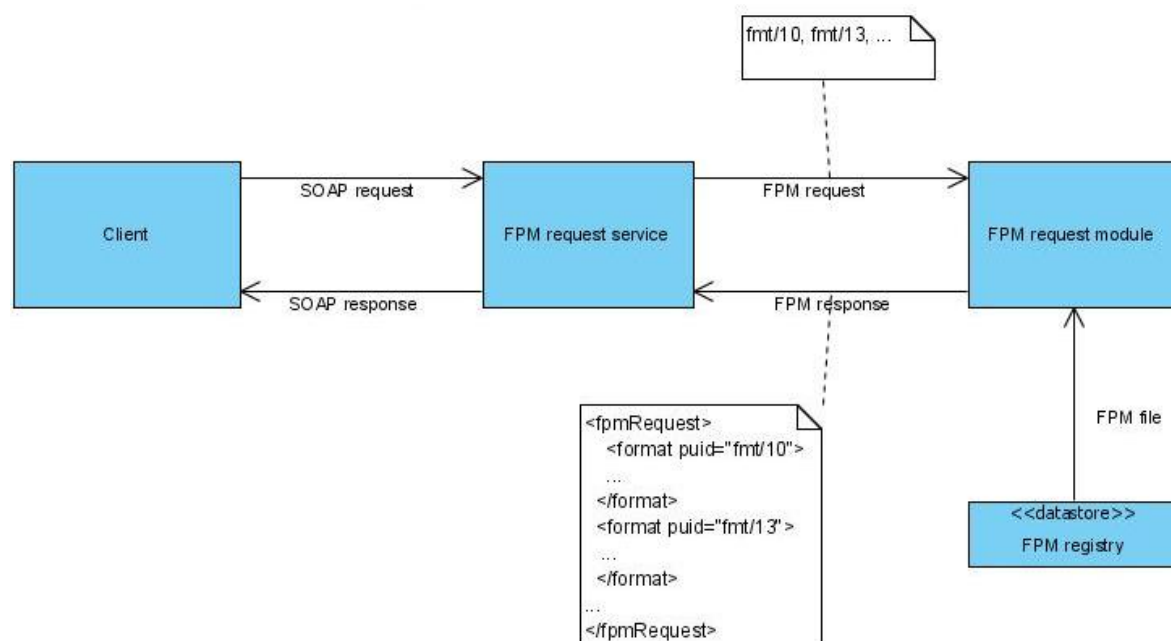 fmt/10, fmt/13, ...
SOAP request
FPM request
Client
FPM request service
FPM request module
SOAP response
FPM response
<fpmRequest>
<format puid="fmt/10">
...
</format>
<format puid="fmt/13">
...
</format>
...
</fpmRequest>
FPM file
<<datastore>>
FPM registry